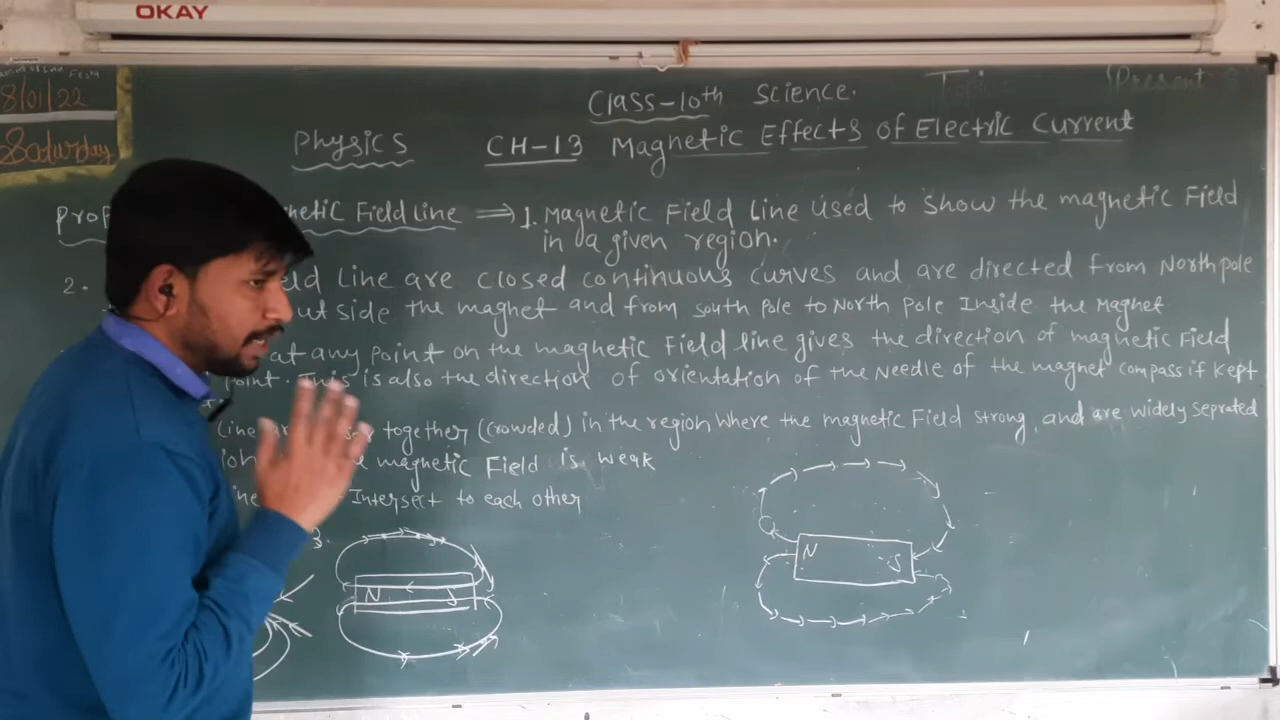 OKAY
8/01/22
Saturday
Class-10th Science.
Physics CH-13 Magnetic Effects of Electric Current
Field Line ⇒ 1. Magnetic Field Line used to show the magnetic Field
in a given region.
2. Line are closed continuous curves and are directed from North pole
side the magnet and from south pole to North pole Inside the Magnet
at any point on the magnetic Field line gives the direction of magnetic Field
point. This is also the direction of orientation of the Needle of the magnet compass if kept
together (crowded) in the region where the magnetic Field strong, and are widely seprated
magnetic Field is weak
Intersect to each other
3.
N S
N S